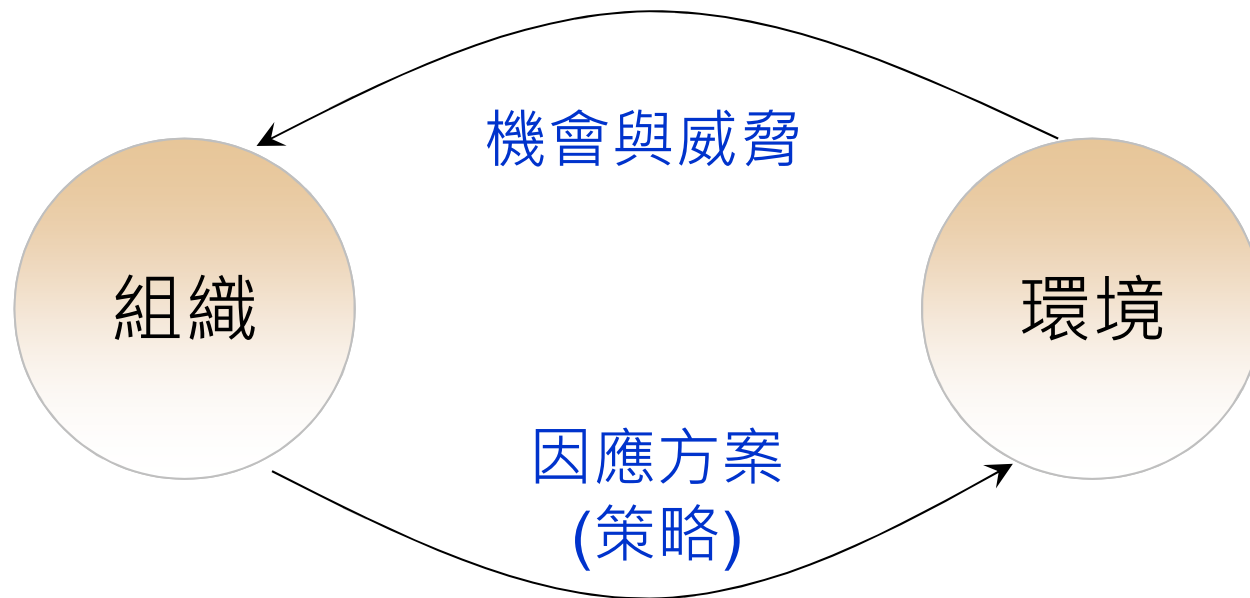 機會與威脅
組織
環境
因應方案
(策略)